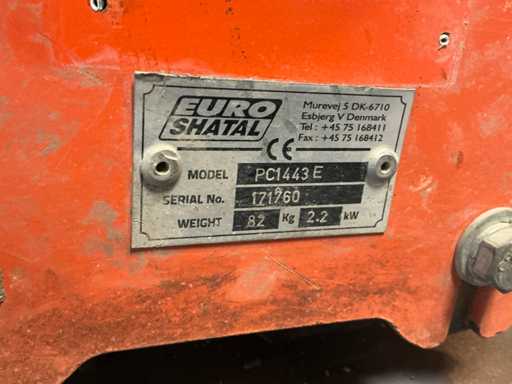 EURO
SHATAL
Murevej 5 DK-6710
Esbjerg V Denmark
Tel : +45 75 168411
Fax : +45 75 168412
CE
MODEL PC1443 E
SERIAL No. 171760
WEIGHT 82 Kg 2.2 kW